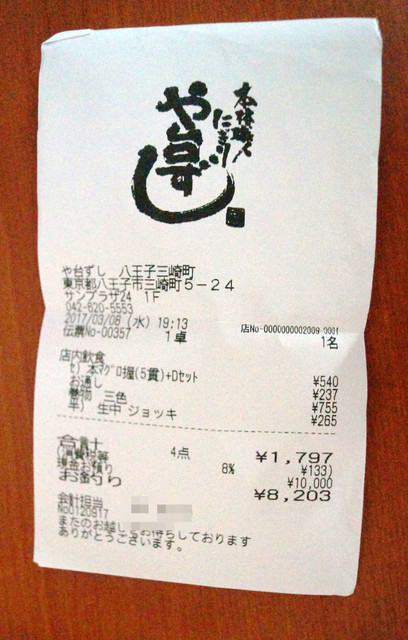 本格職人
にぎり
や台ずし
や台ずし 八王子三崎町
東京都八王子市三崎町5-24
サンプラザ24 1F
042-620-5553
2017/03/08 (水) 19:13
店No-0000000002009-0001
伝票No-00357 1卓 1名
店内飲食
セ) 本マグロ握(5貫)+Dセット ¥540
お通し ¥237
巻物 三色 ¥755
半) 生中 ジョッキ ¥265
合計 4点 ¥1,797
(消費税等 8% ¥133)
現金お預り ¥10,000
お釣り ¥8,203
会計担当
No0120917
またのお越しをお待ちしております
ありがとうございます。